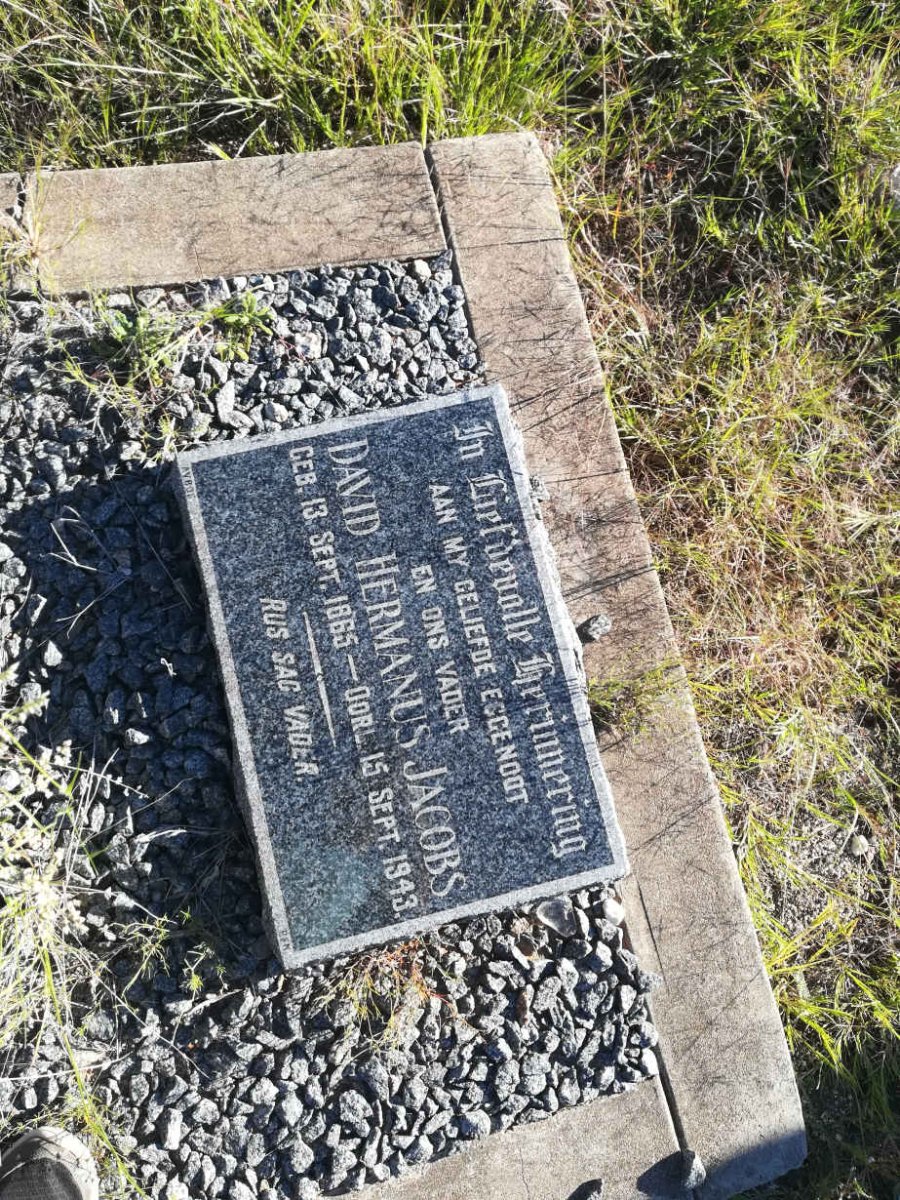 In Liefdevolle Herinnering
AAN MY GELIEFDE EGGENOOT
EN ONS VADER
DAVID HERMANUS JACOBS
GEB. 13 SEPT. 1865 — OORL. 15 SEPT. 1943.
RUS SAG VADER